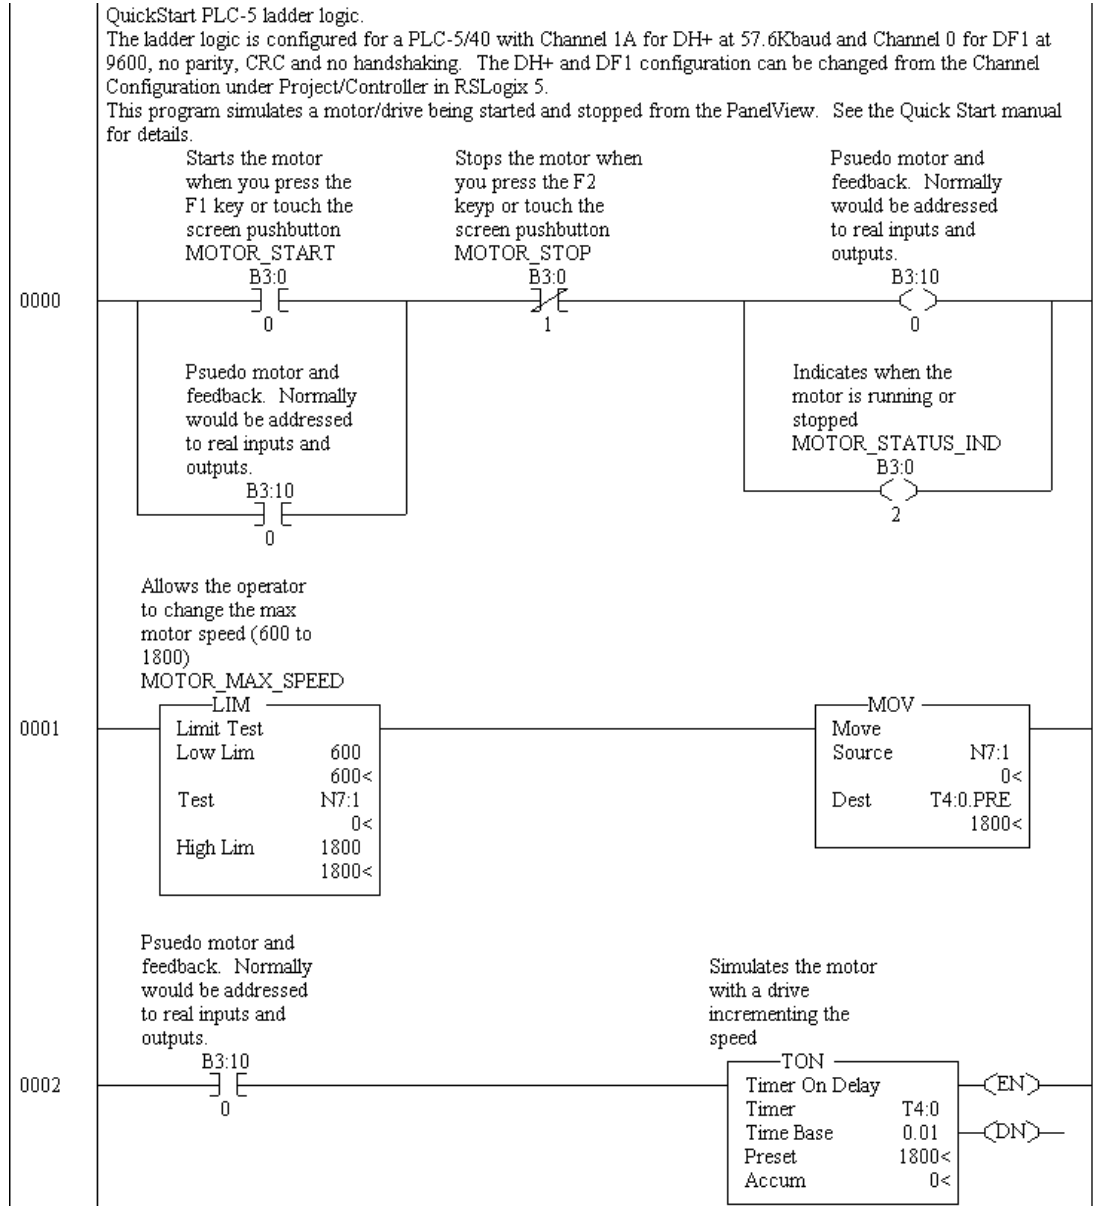 QuickStart PLC-5 ladder logic.
The ladder logic is configured for a PLC-5/40 with Channel 1A for DH+ at 57.6Kbaud and Channel 0 for DF1 at
9600, no parity, CRC and no handshaking. The DH+ and DF1 configuration can be changed from the Channel
Configuration under Project/Controller in RSLogix 5.
This program simulates a motor/drive being started and stopped from the PanelView. See the Quick Start manual
for details.
Starts the motor
when you press the
F1 key or touch the
screen pushbutton
MOTOR_START
B3:0
0
Stops the motor when
you press the F2
keyp or touch the
screen pushbutton
MOTOR_STOP
B3:0
1
Psuedo motor and
feedback. Normally
would be addressed
to real inputs and
outputs.
B3:10
0
0000
Psuedo motor and
feedback. Normally
would be addressed
to real inputs and
outputs.
B3:10
0
Indicates when the
motor is running or
stopped
MOTOR_STATUS_IND
B3:0
2
Allows the operator
to change the max
motor speed (600 to
1800)
MOTOR_MAX_SPEED
0001
LIM
Limit Test
Low Lim 600
600<
Test N7:1
0<
High Lim 1800
1800<
MOV
Move
Source N7:1
0<
Dest T4:0.PRE
1800<
Psuedo motor and
feedback. Normally
would be addressed
to real inputs and
outputs.
B3:10
0
0002
Simulates the motor
with a drive
incrementing the
speed
TON
Timer On Delay
Timer T4:0
Time Base 0.01
Preset 1800<
Accum 0<
EN
DN